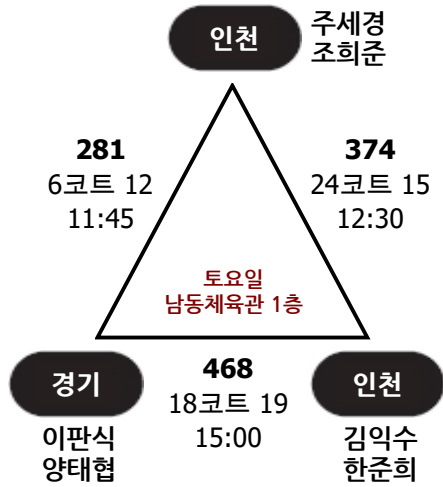 인천
주세경
조희준
281
6코트 12
11:45
374
24코트 15
12:30
토요일
남동체육관 1층
경기
이판식
양태협
468
18코트 19
15:00
인천
김익수
한준희